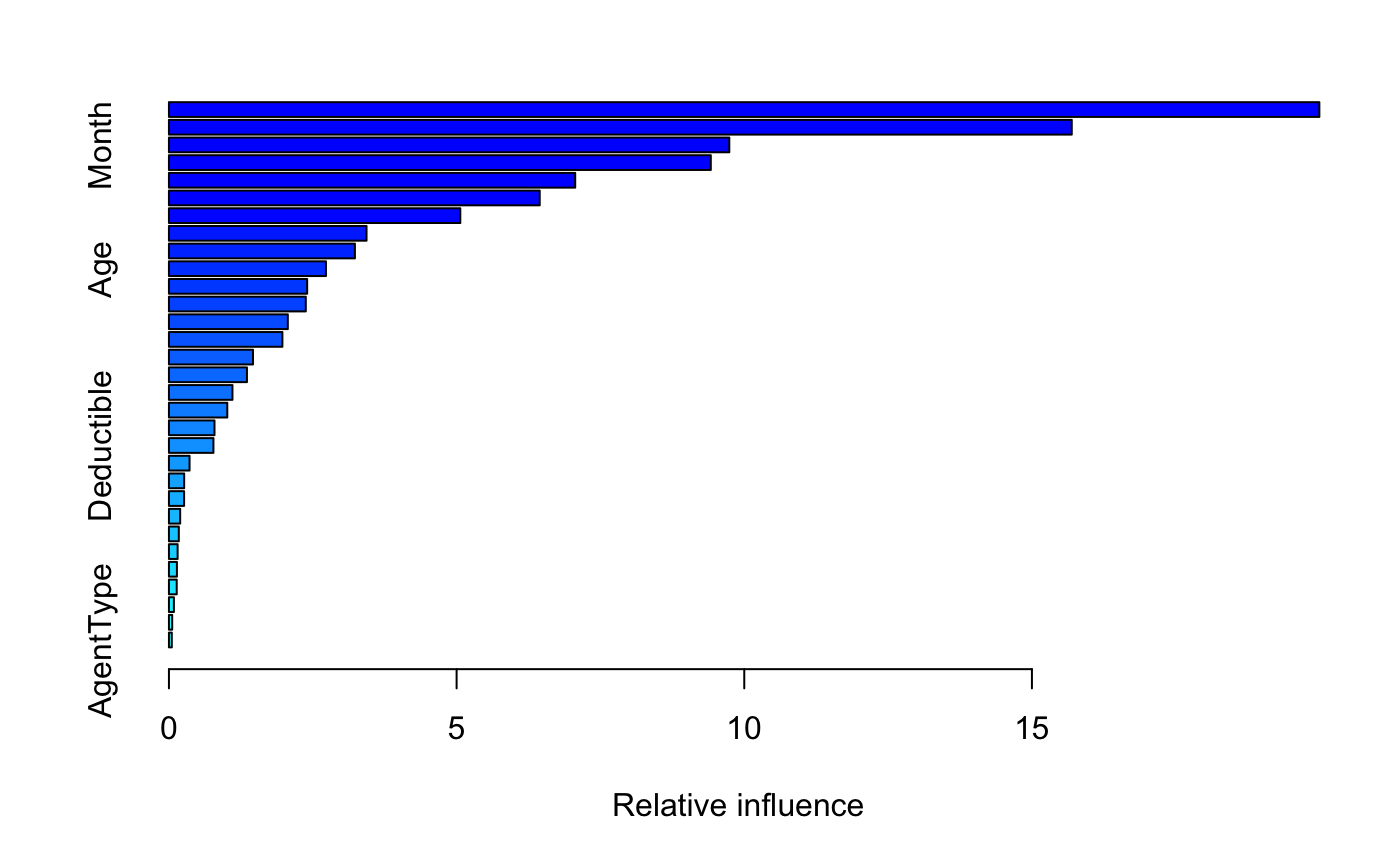 Month
Age
Deductible
AgentType
0 5 10 15
Relative influence